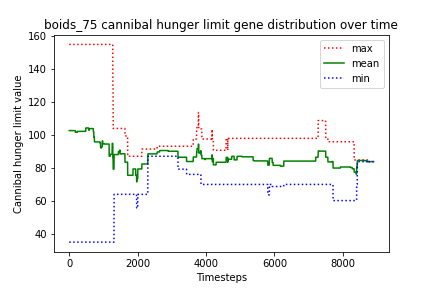 boids_75 cannibal hunger limit gene distribution over time
160
140
120
100
80
60
40
Cannibal hunger limit value
max
mean
min
0
2000
4000
6000
8000
Timesteps